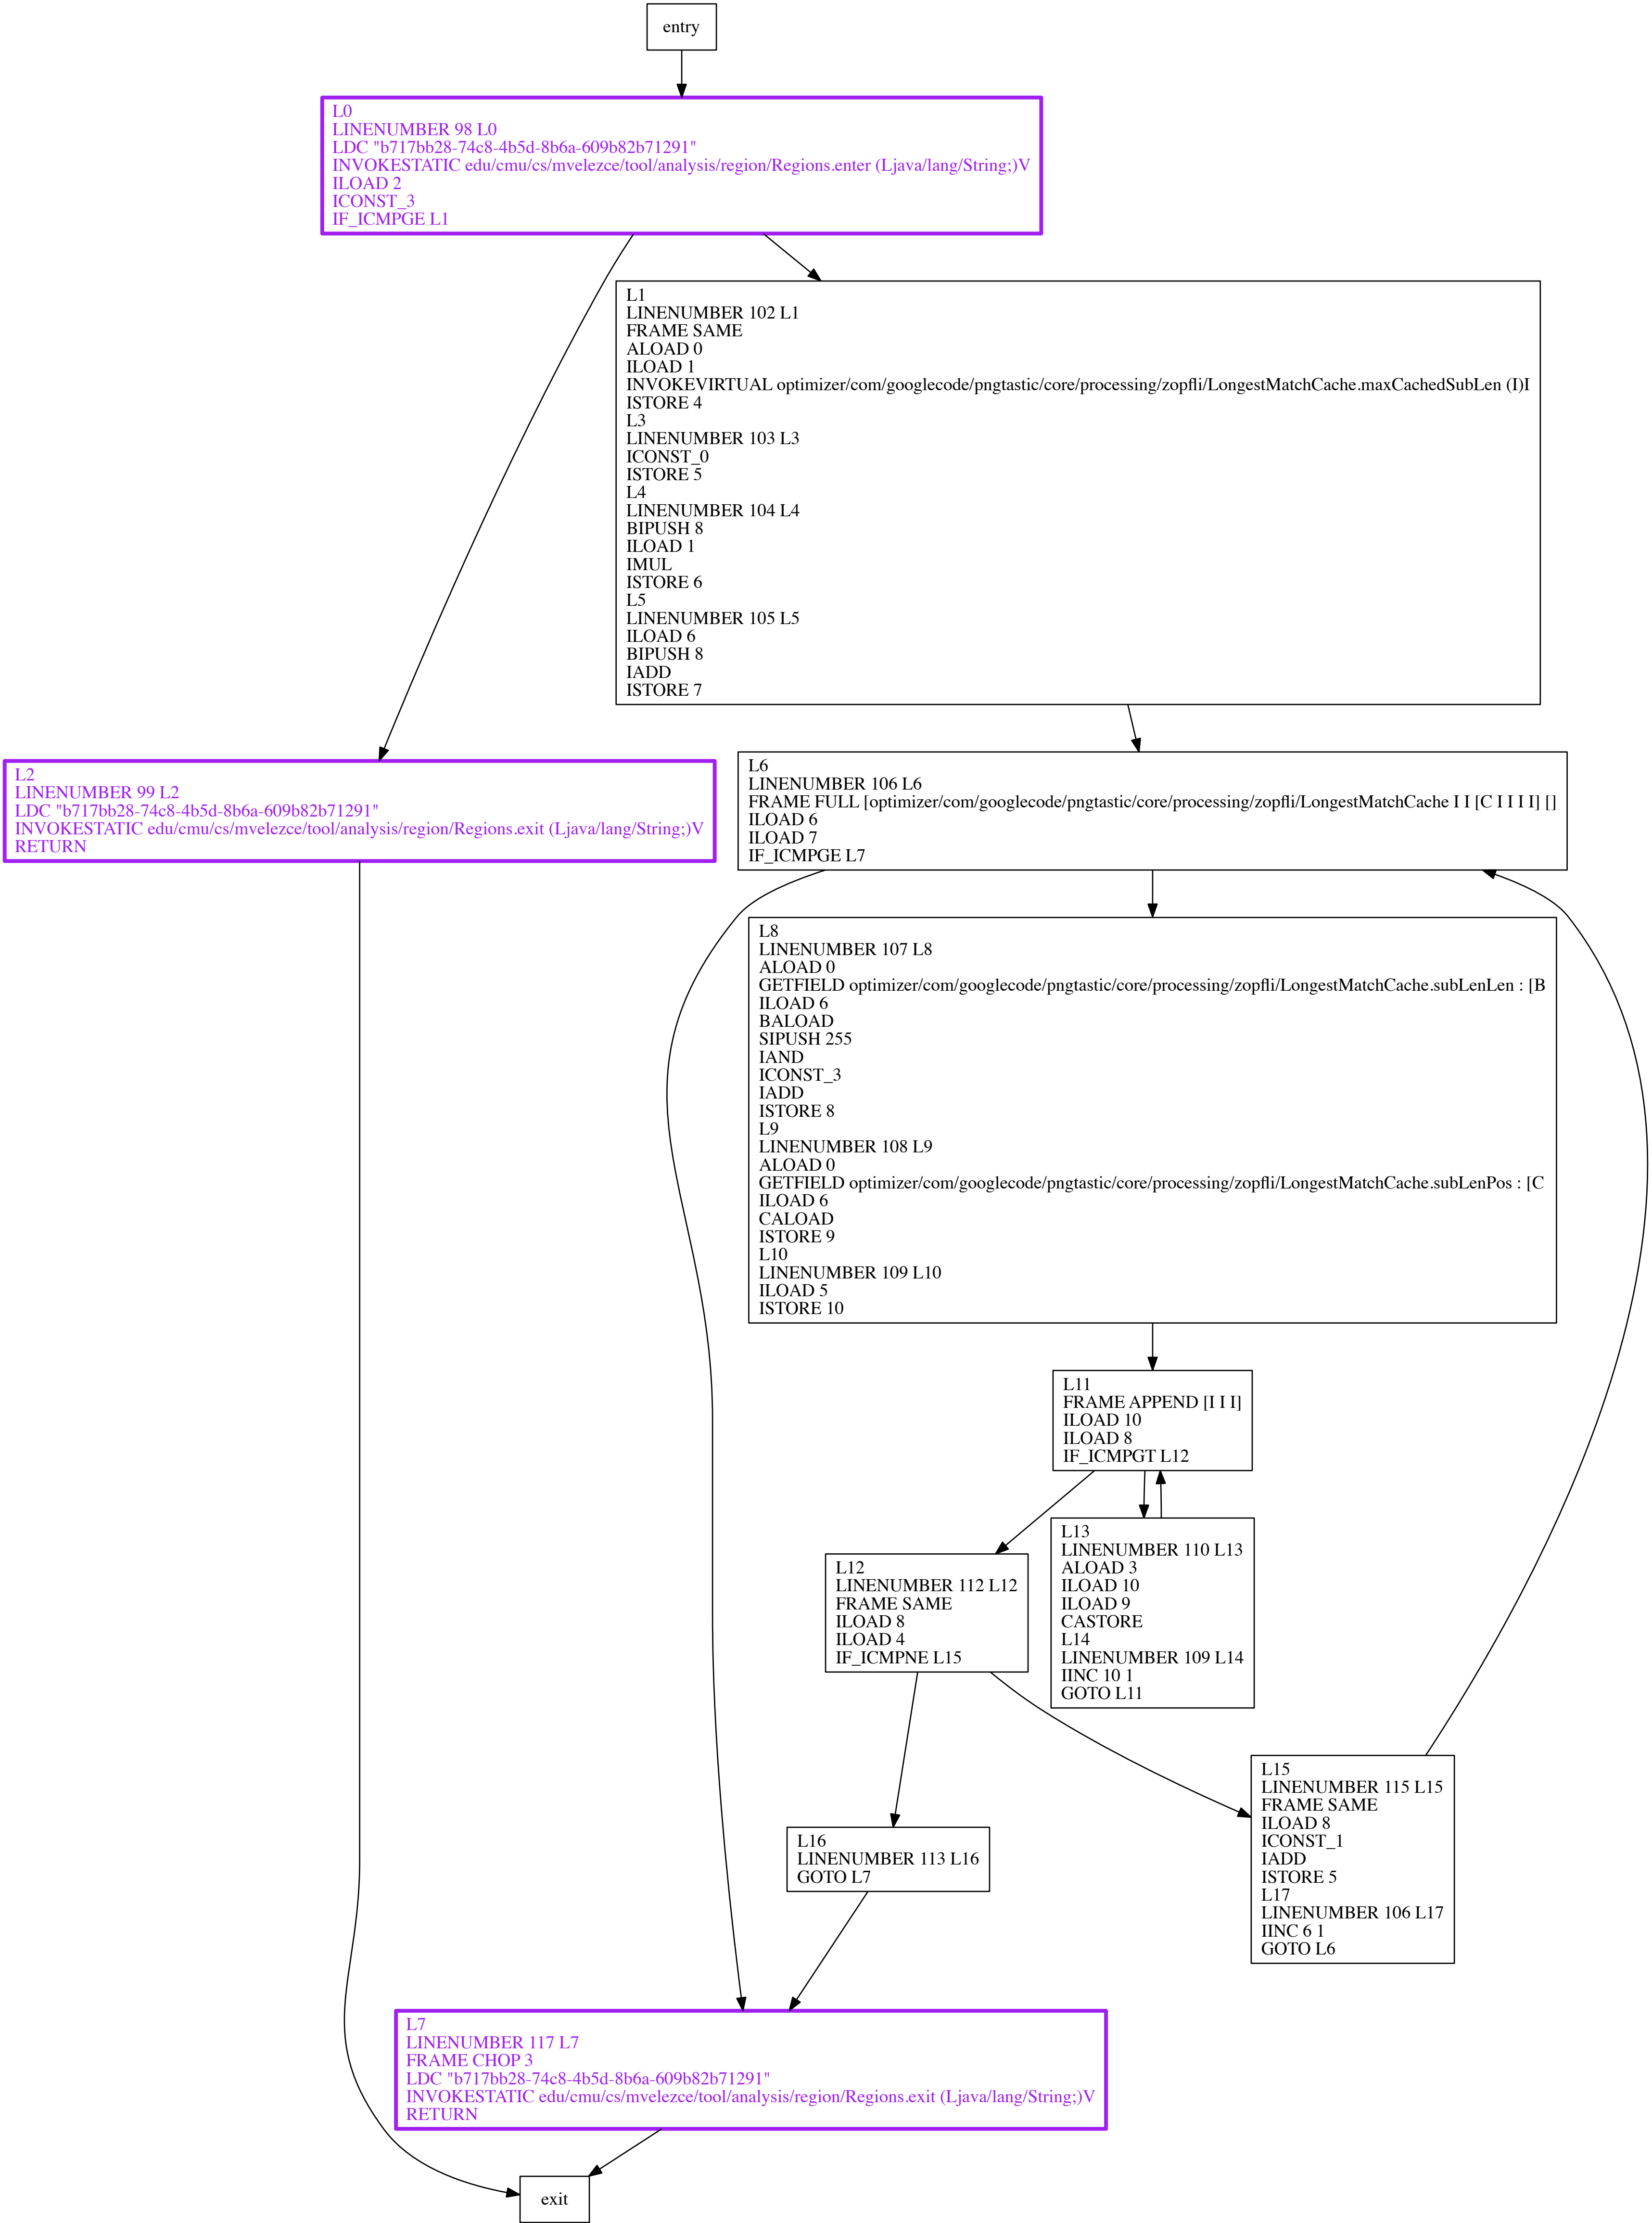 entry
L0
LINENUMBER 98 L0
LDC "b717bb28-74c8-4b5d-8b6a-609b82b71291"
INVOKESTATIC edu/cmu/cs/mvelezce/tool/analysis/region/Regions.enter (Ljava/lang/String;)V
ILOAD 2
ICONST_3
IF_ICMPGE L1
L1
LINENUMBER 102 L1
FRAME SAME
ALOAD 0
ILOAD 1
INVOKEVIRTUAL optimizer/com/googlecode/pngtastic/core/processing/zopfli/LongestMatchCache.maxCachedSubLen (I)I
ISTORE 4
L3
LINENUMBER 103 L3
ICONST_0
ISTORE 5
L4
LINENUMBER 104 L4
BIPUSH 8
ILOAD 1
IMUL
ISTORE 6
L5
LINENUMBER 105 L5
ILOAD 6
BIPUSH 8
IADD
ISTORE 7
L2
LINENUMBER 99 L2
LDC "b717bb28-74c8-4b5d-8b6a-609b82b71291"
INVOKESTATIC edu/cmu/cs/mvelezce/tool/analysis/region/Regions.exit (Ljava/lang/String;)V
RETURN
L6
LINENUMBER 106 L6
FRAME FULL [optimizer/com/googlecode/pngtastic/core/processing/zopfli/LongestMatchCache I I [C I I I I] []
ILOAD 6
ILOAD 7
IF_ICMPGE L7
L8
LINENUMBER 107 L8
ALOAD 0
GETFIELD optimizer/com/googlecode/pngtastic/core/processing/zopfli/LongestMatchCache.subLenLen : [B
ILOAD 6
BALOAD
SIPUSH 255
IAND
ICONST_3
IADD
ISTORE 8
L9
LINENUMBER 108 L9
ALOAD 0
GETFIELD optimizer/com/googlecode/pngtastic/core/processing/zopfli/LongestMatchCache.subLenPos : [C
ILOAD 6
CALOAD
ISTORE 9
L10
LINENUMBER 109 L10
ILOAD 5
ISTORE 10
L11
FRAME APPEND [I I I]
ILOAD 10
ILOAD 8
IF_ICMPGT L12
L13
LINENUMBER 110 L13
ALOAD 3
ILOAD 10
ILOAD 9
CASTORE
L14
LINENUMBER 109 L14
IINC 10 1
GOTO L11
L12
LINENUMBER 112 L12
FRAME SAME
ILOAD 8
ILOAD 4
IF_ICMPNE L15
L15
LINENUMBER 115 L15
FRAME SAME
ILOAD 8
ICONST_1
IADD
ISTORE 5
L17
LINENUMBER 106 L17
IINC 6 1
GOTO L6
L16
LINENUMBER 113 L16
GOTO L7
L7
LINENUMBER 117 L7
FRAME CHOP 3
LDC "b717bb28-74c8-4b5d-8b6a-609b82b71291"
INVOKESTATIC edu/cmu/cs/mvelezce/tool/analysis/region/Regions.exit (Ljava/lang/String;)V
RETURN
exit